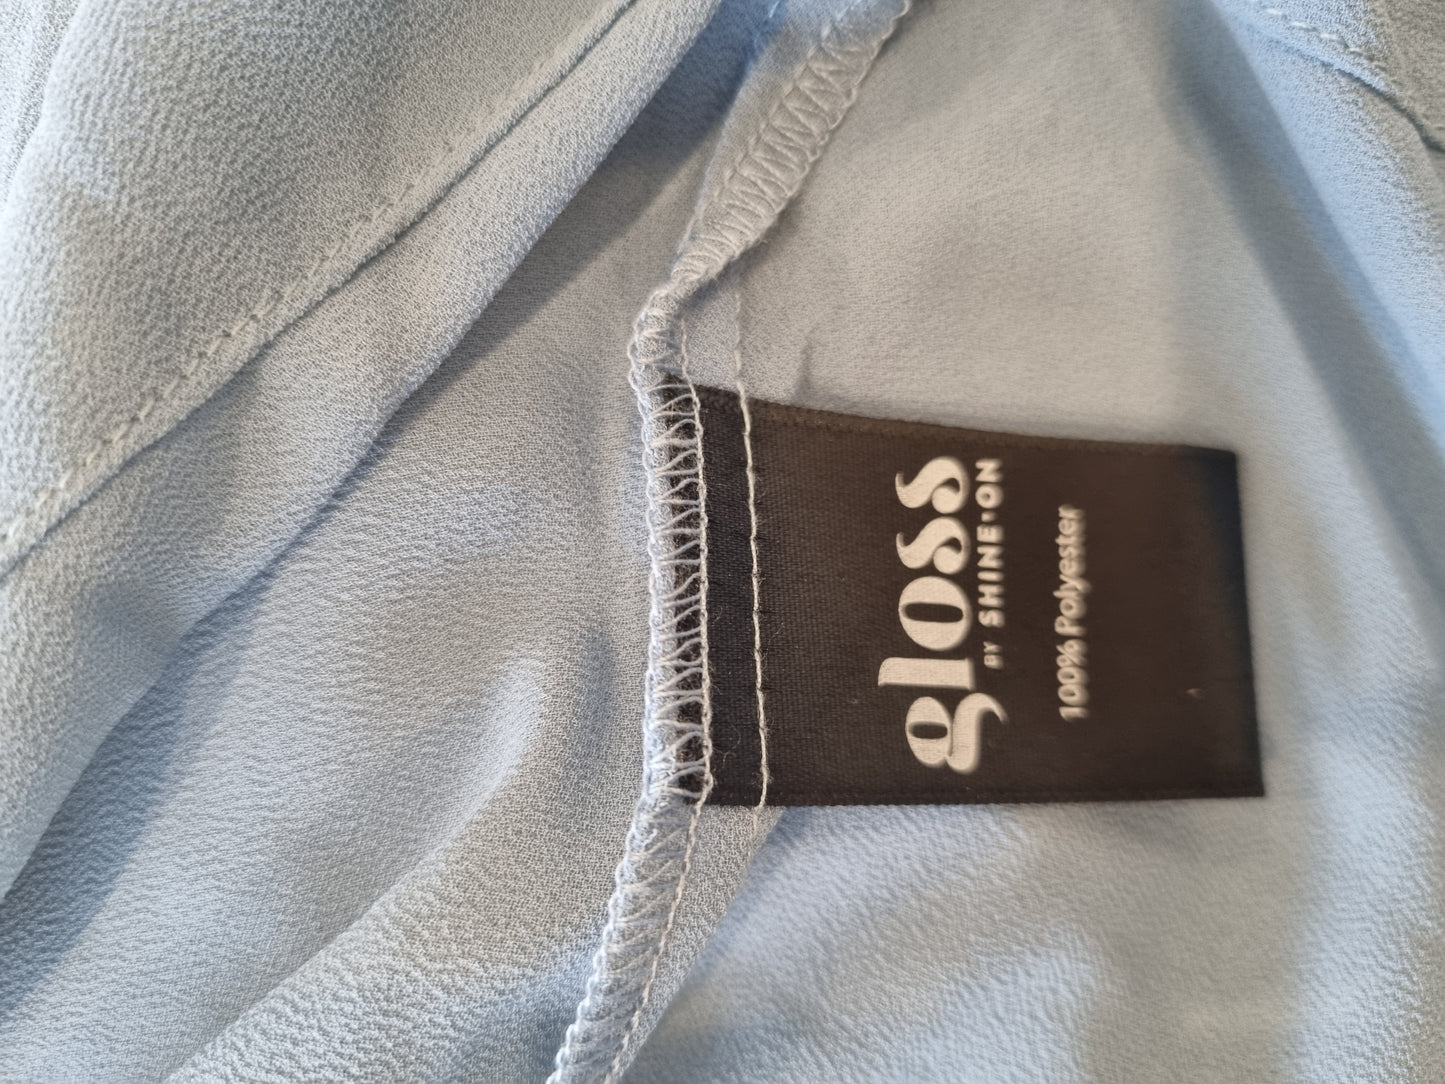 gloss
BY SHINE·ON
100% Polyester